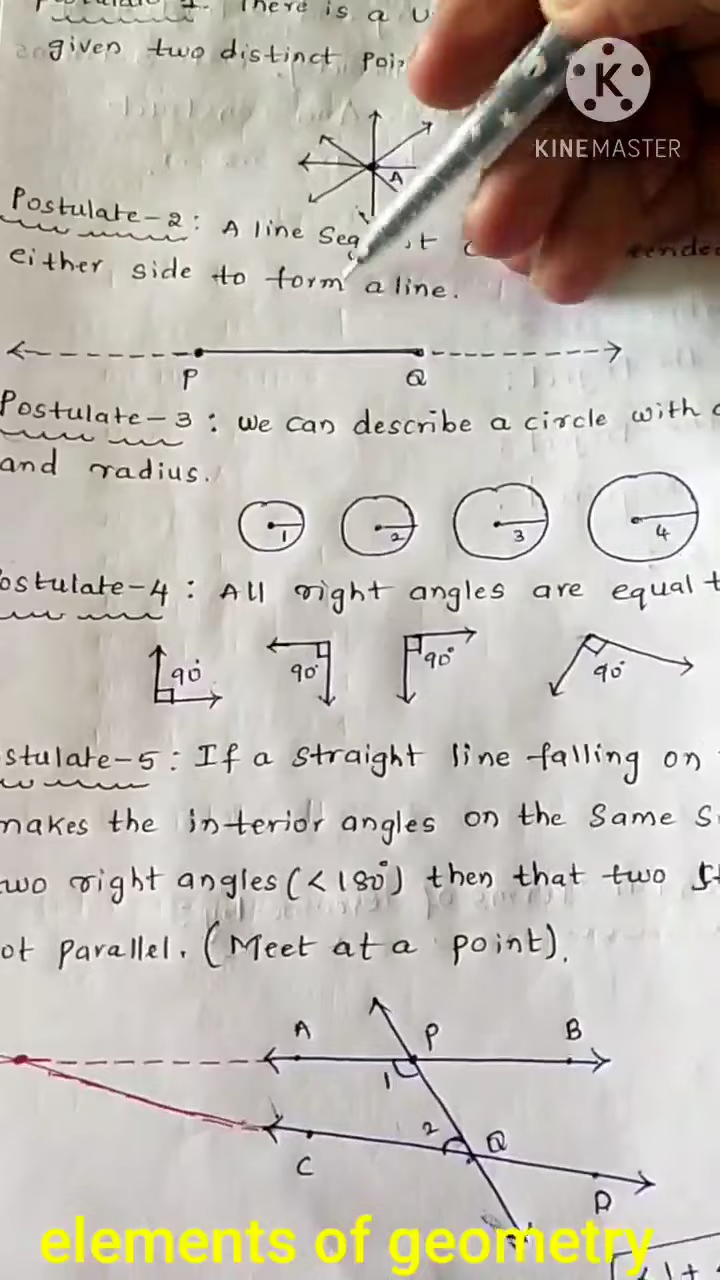 There is a
given two distinct
K
KINEMASTER
A
Postulate-2: A line
either side to form a line.
P Q
Postulate-3: we can describe a circle with
and radius.
1 2 3 4
ostulate-4: All right angles are equal t
90° 90° 90° 90°
stulate-5: If a straight line falling on
makes the interior angles on the same s
two right angles (<180°) then that two St
ot parallel. (Meet at a point).
A P B
1
2 Q
C D
elements of geometry